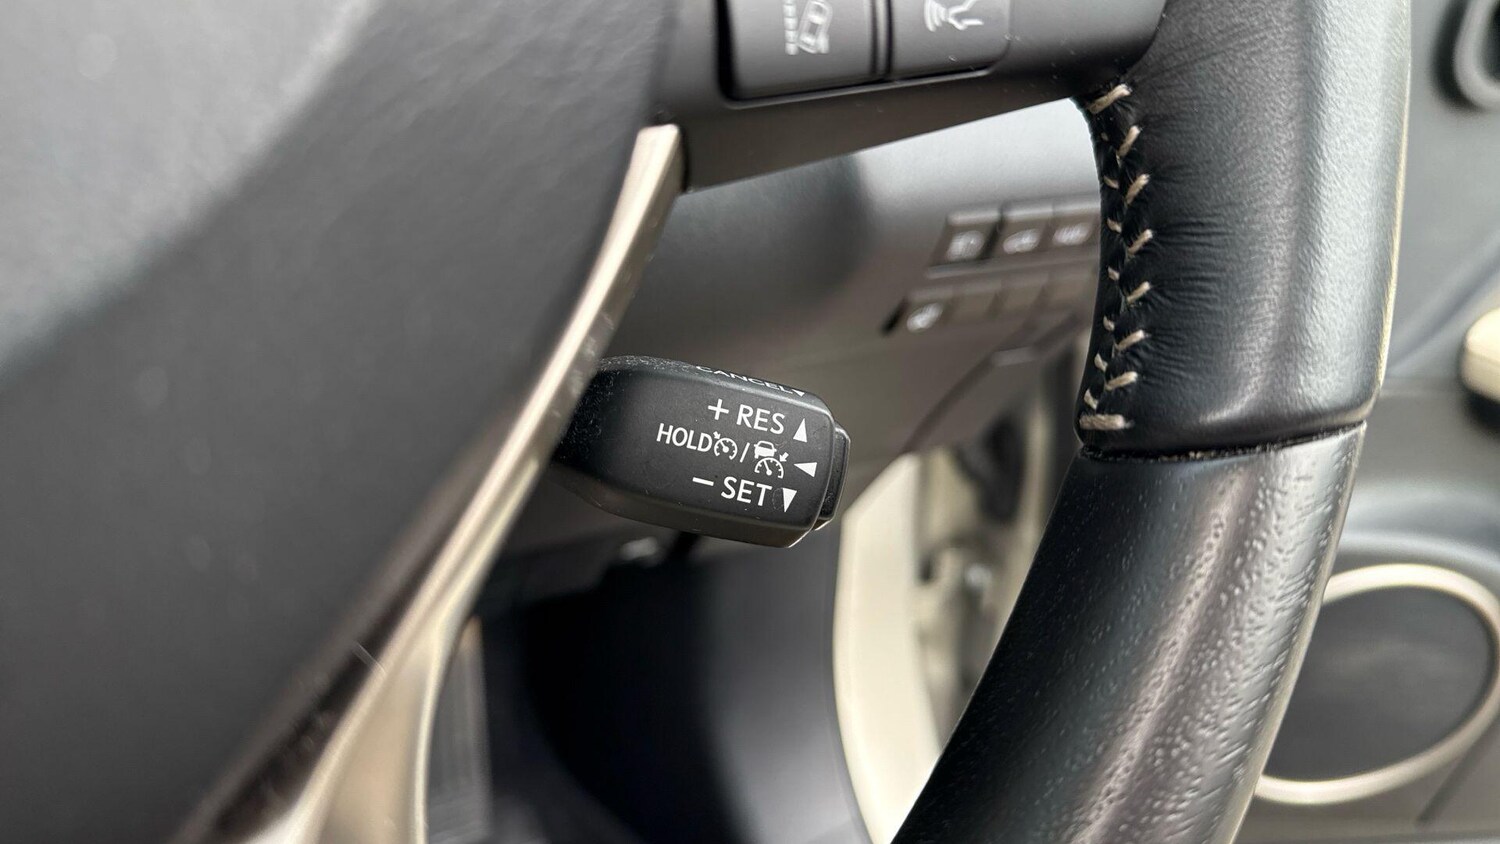 CANCEL
+ RES
HOLD /
− SET